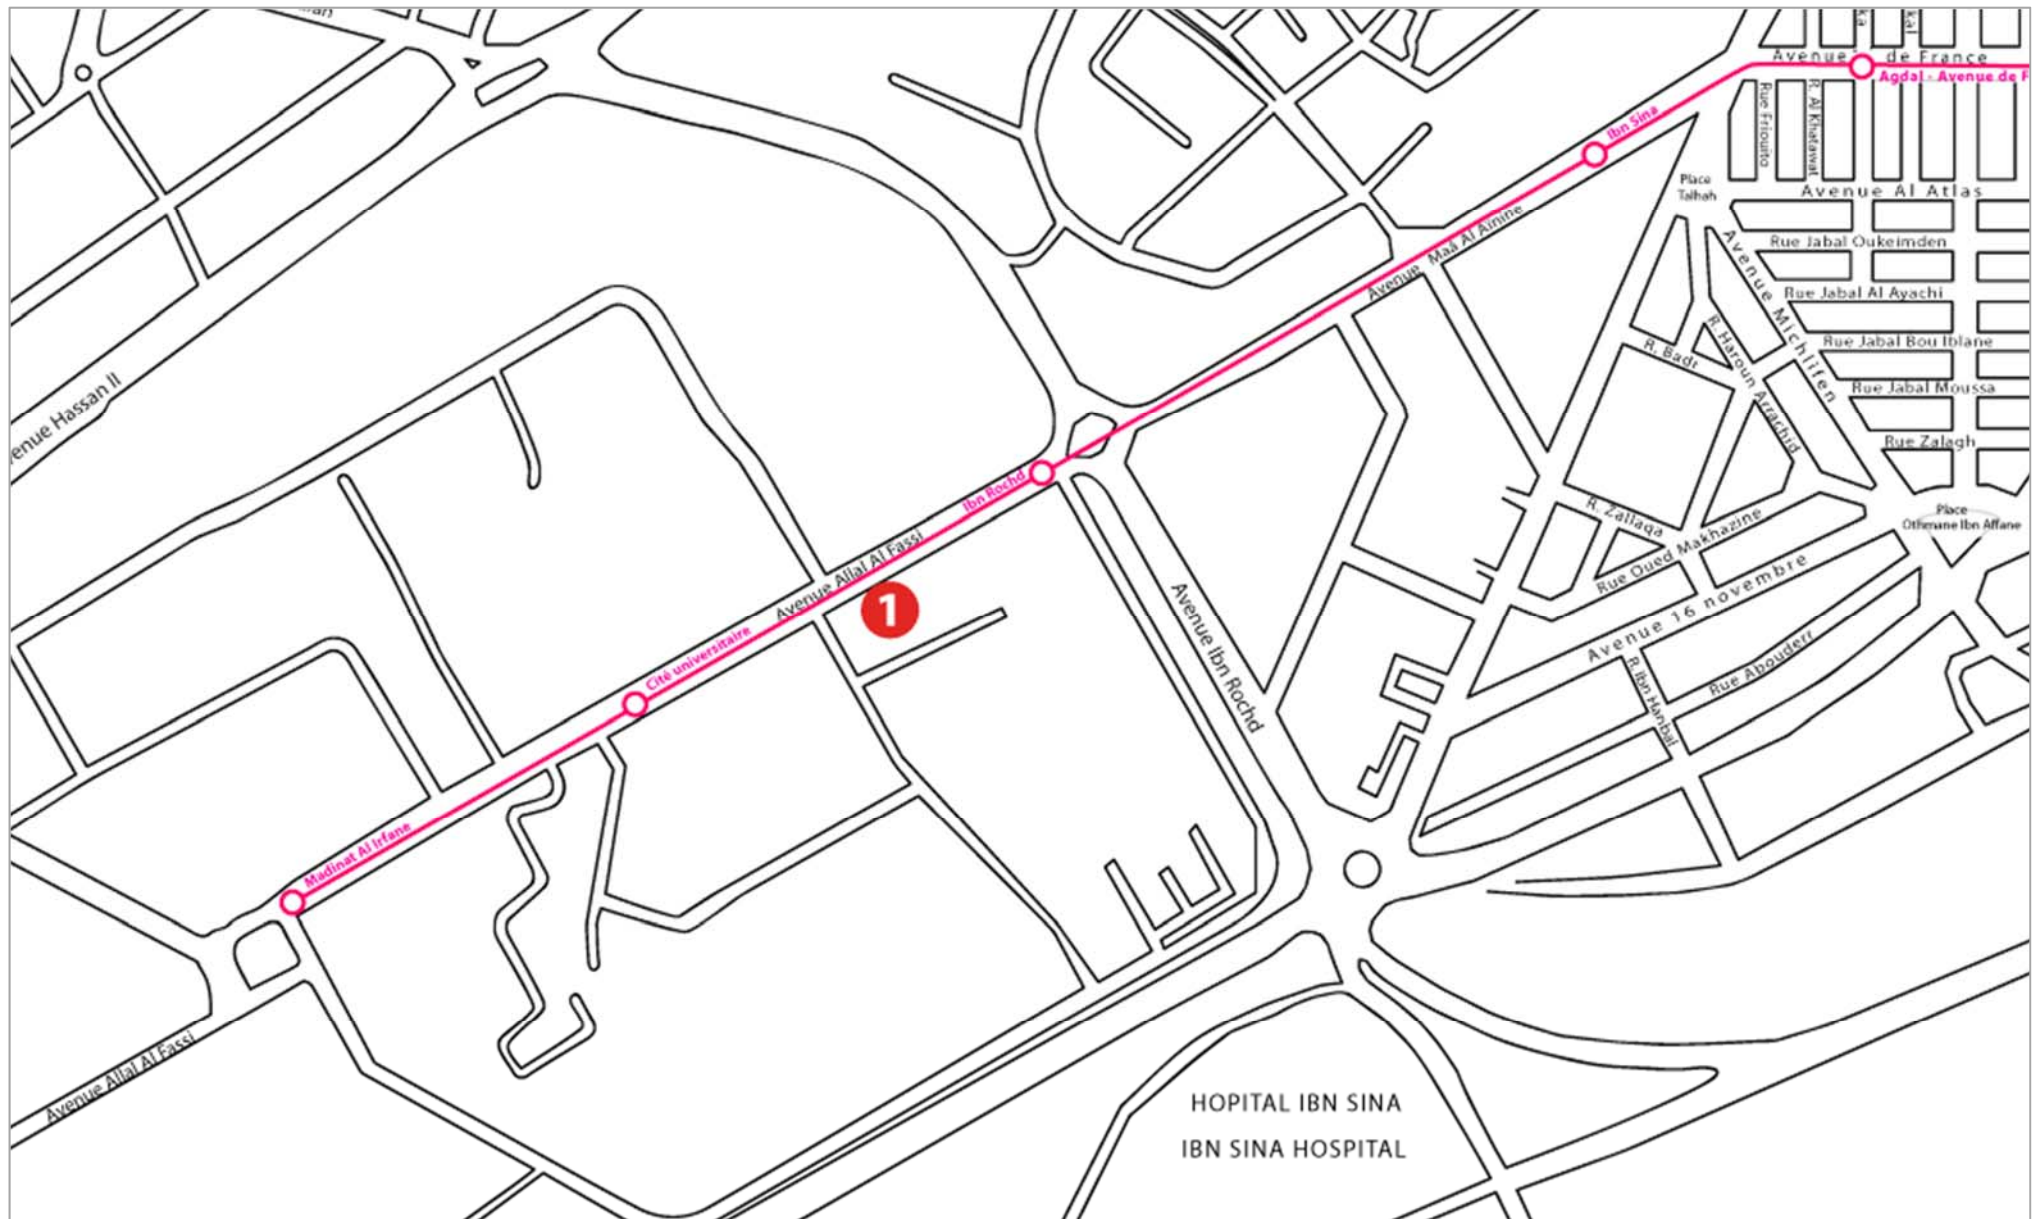 Avenue de France
Agdal - Avenue de F
Rue Friouito
R. Al Khatawat
Ibn Sina
Place
Talhah
Avenue Al Atlas
Avenue Maâ Al Ainine
Rue Jabal Oukeimden
Avenue Michlifen
Rue Jabal Al Ayachi
R. Haroun Arrachid
R. Badr
Rue Jabal Bou Iblane
Rue Jabal Moussa
enue Hassan II
Rue Zalagh
Ibn Rochd
Place
Othmane Ibn Affane
R. Zallaqa
Rue Oued Makhazine
Avenue Allal Al Fassi
1
Avenue Ibn Rochd
Avenue 16 novembre
Cité universitaire
Rue Abouderr
R. Ibn Hanbal
Madinat Al Irfane
Avenue Allal Al Fassi
HOPITAL IBN SINA
IBN SINA HOSPITAL